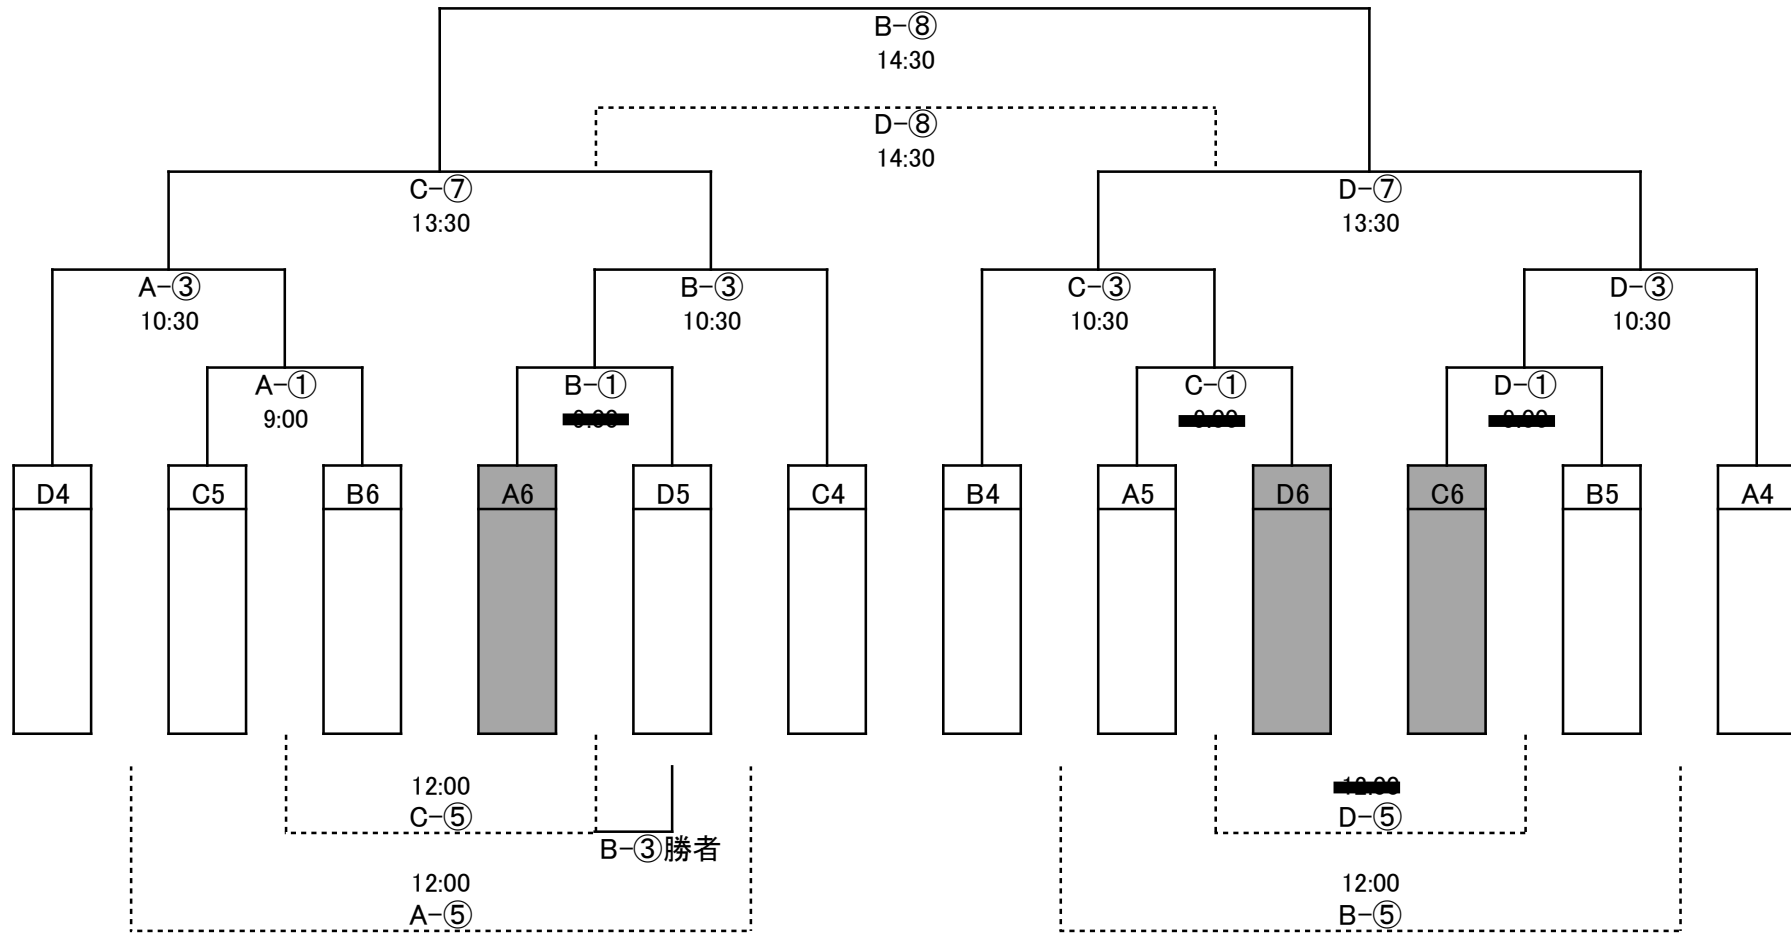 B-⑧
14:30
D-⑧
14:30
C-⑦
13:30
D-⑦
13:30
A-③
10:30
B-③
10:30
C-③
10:30
D-③
10:30
A-①
9:00
B-①
C-①
D-①
D4
C5
B6
A6
D5
C4
B4
A5
D6
C6
B5
A4
12:00
C-⑤
B-③勝者
D-⑤
12:00
A-⑤
12:00
B-⑤